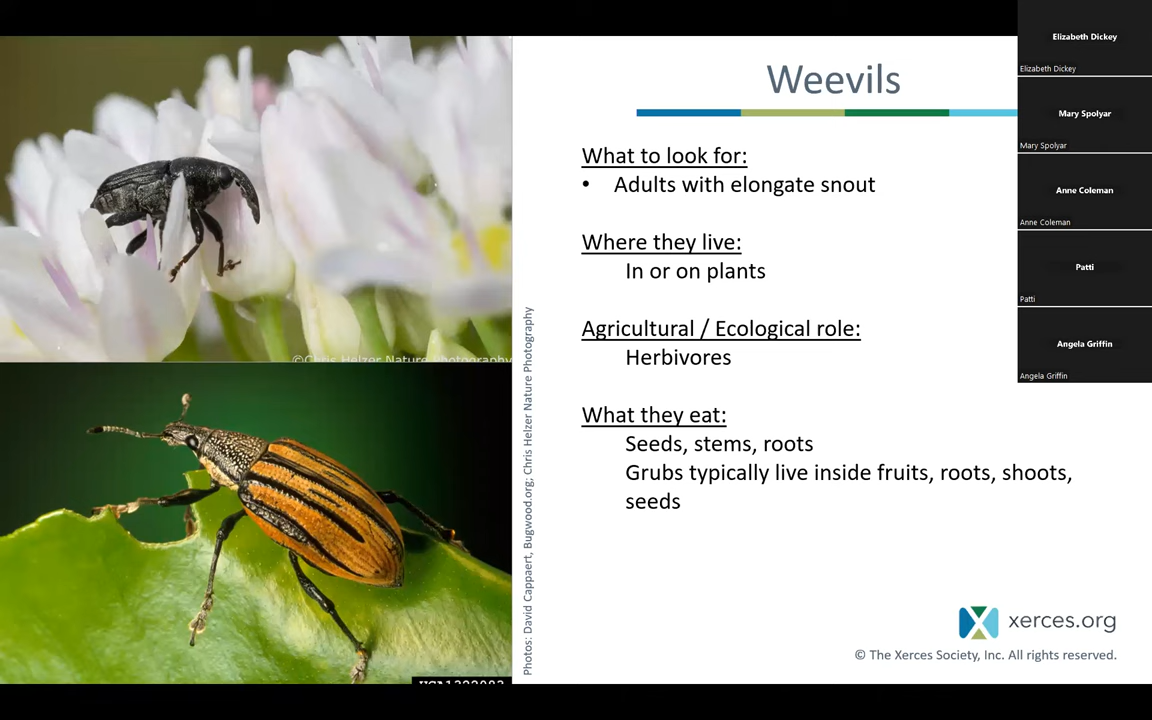 Weevils
What to look for:
• Adults with elongate snout
Where they live:
In or on plants
Agricultural / Ecological role:
Herbivores
What they eat:
Seeds, stems, roots
Grubs typically live inside fruits, roots, shoots,
seeds
xerces.org
© The Xerces Society, Inc. All rights reserved.
Photos: David Cappaert, Bugwood.org; Chris Helzer Nature Photography
©Chris Helzer Nature Photography
Elizabeth Dickey
Elizabeth Dickey
Mary Spolyar
Mary Spolyar
Anne Coleman
Anne Coleman
Patti
Patti
Angela Griffin
Angela Griffin